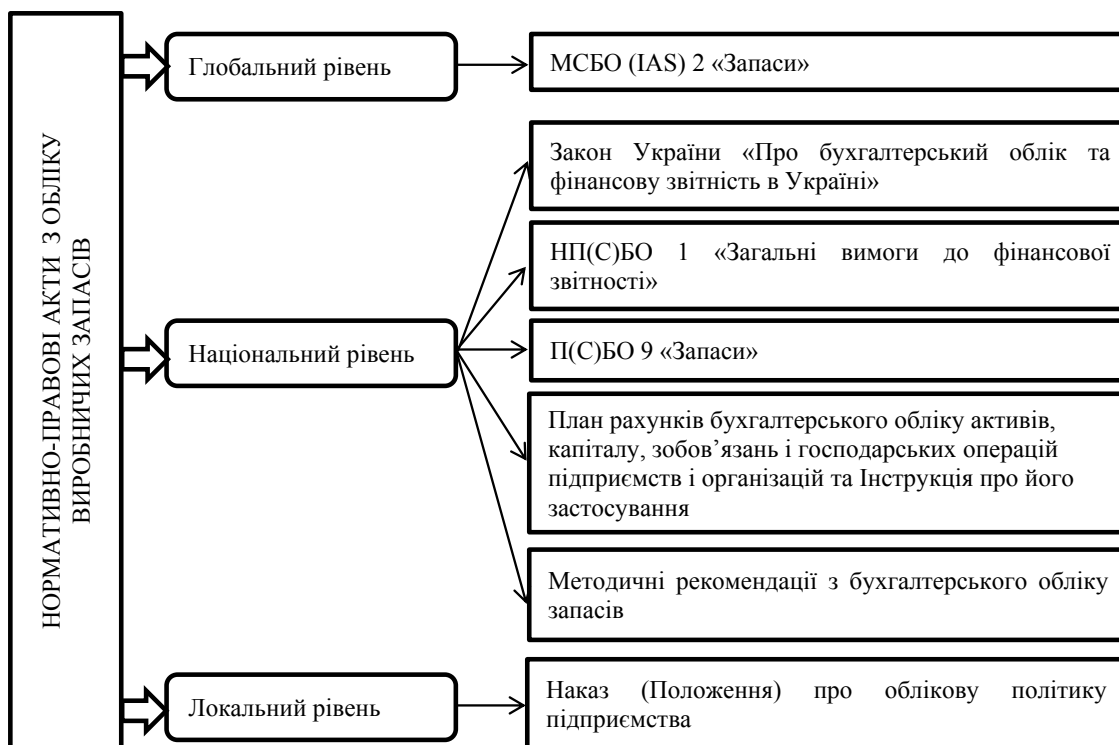 НОРМАТИВНО-ПРАВОВІ АКТИ З ОБЛІКУ
ВИРОБНИЧИХ ЗАПАСІВ
Глобальний рівень
МСБО (IAS) 2 «Запаси»
Національний рівень
Закон України «Про бухгалтерський облік та
фінансову звітність в Україні»
НП(С)БО 1 «Загальні вимоги до фінансової
звітності»
П(С)БО 9 «Запаси»
План рахунків бухгалтерського обліку активів,
капіталу, зобов’язань і господарських операцій
підприємств і організацій та Інструкція про його
застосування
Методичні рекомендації з бухгалтерського обліку
запасів
Локальний рівень
Наказ (Положення) про облікову політику
підприємства